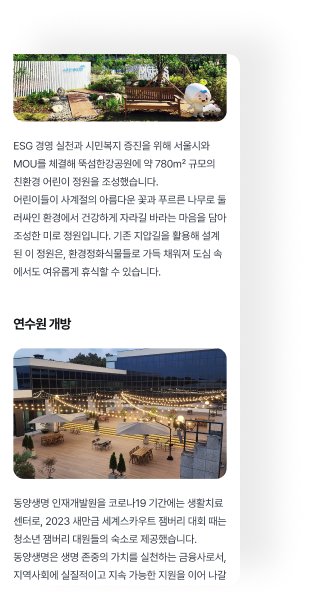 ESG 경영 실천과 시민복지 증진을 위해 서울시와
MOU를 체결해 뚝섬한강공원에 약 780m² 규모의
친환경 어린이 정원을 조성했습니다.
어린이들이 사계절의 아름다운 꽃과 푸르른 나무로 둘
러싸인 환경에서 건강하게 자라길 바라는 마음을 담아
조성한 미로 정원입니다. 기존 지압길을 활용해 설계
된 이 정원은, 환경정화식물들로 가득 채워져 도심 속
에서도 여유롭게 휴식할 수 있습니다.
연수원 개방
동양생명 인재개발원을 코로나19 기간에는 생활치료
센터로, 2023 새만금 세계스카우트 잼버리 대회 때는
청소년 잼버리 대원들의 숙소로 제공했습니다.
동양생명은 생명 존중의 가치를 실천하는 금융사로서,
지역사회에 실질적이고 지속 가능한 지원을 이어 나갈